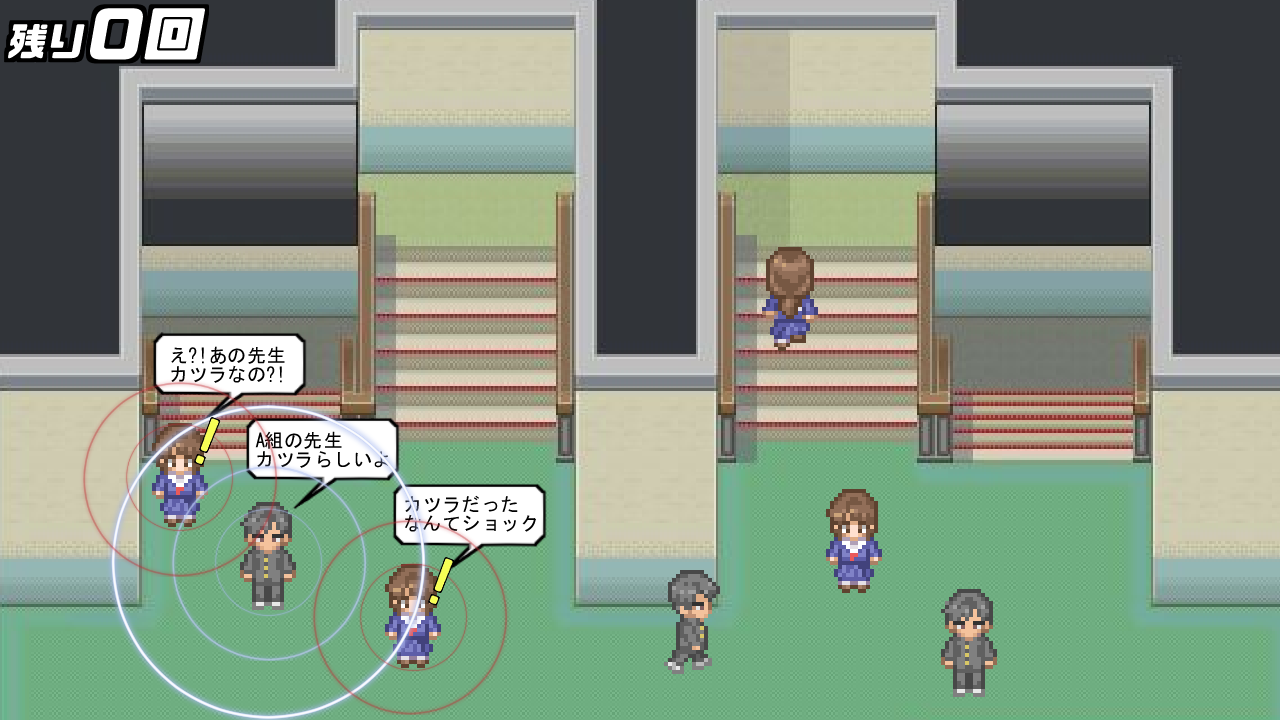 残り0回
え?!あの先生
カツラなの?!
A組の先生
カツラらしいよ
カツラだった
なんてショック